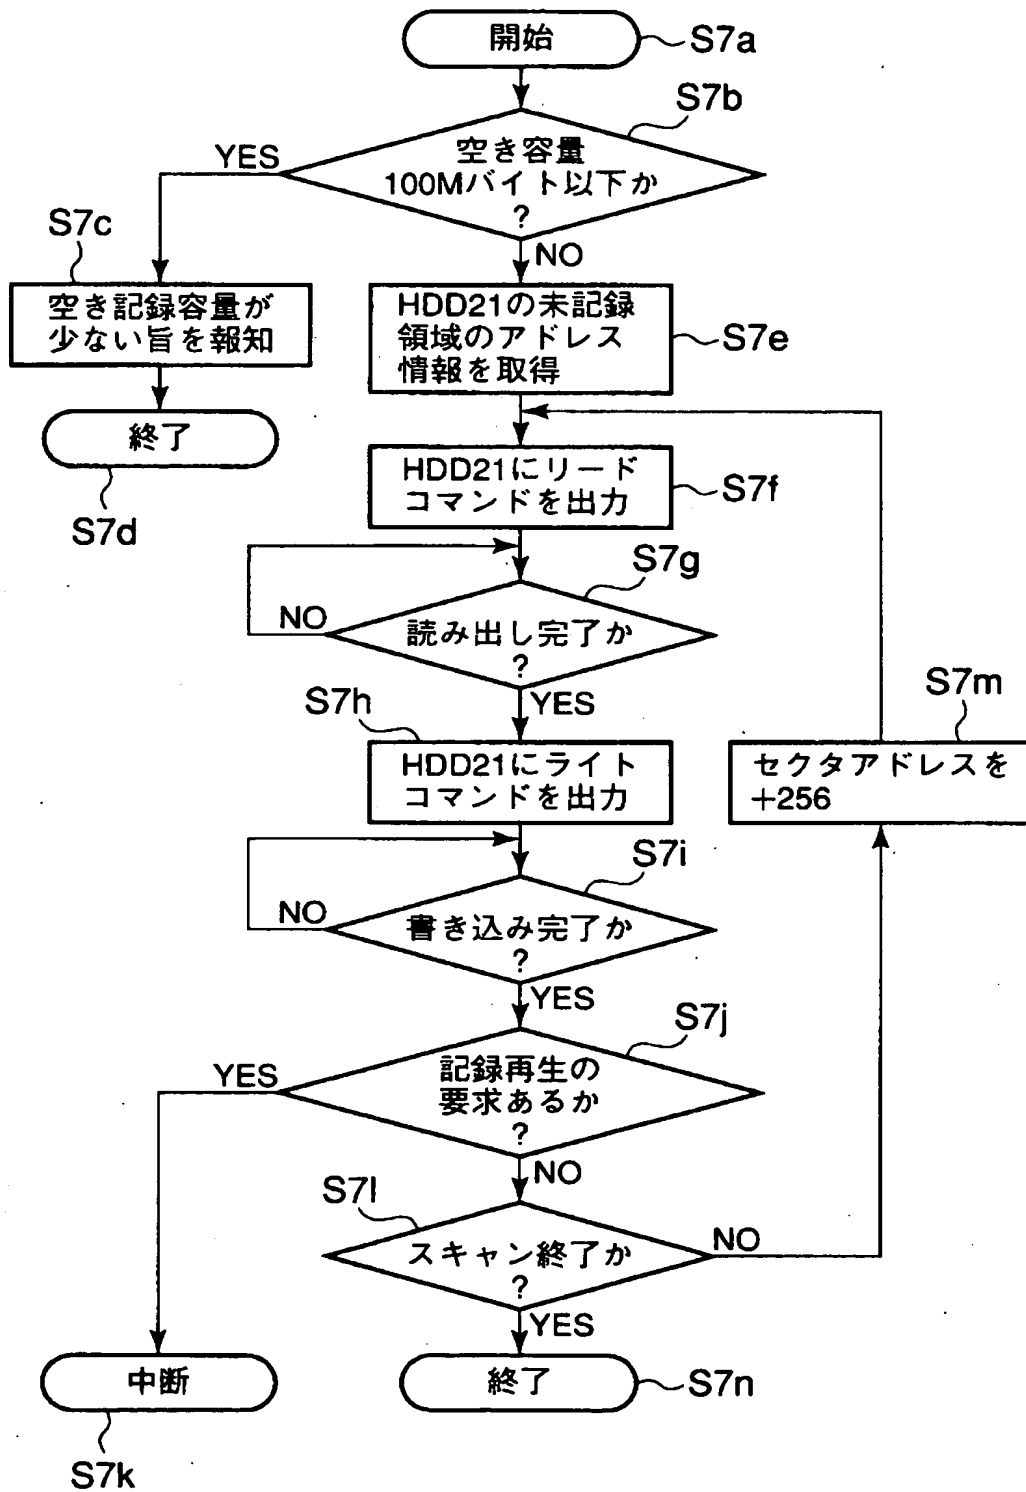 開始
S7a
S7b
空き容量
100Mバイト以下か
?
YES
NO
S7c
空き記録容量が
少ない旨を報知
HDD21の未記録
領域のアドレス
情報を取得
S7e
終了
S7d
HDD21にリード
コマンドを出力
S7f
S7g
NO
読み出し完了か
?
YES
S7h
HDD21にライト
コマンドを出力
S7m
セクタアドレスを
+256
S7i
NO
書き込み完了か
?
YES
S7j
YES
記録再生の
要求あるか
?
NO
S7l
スキャン終了か
?
NO
YES
中断
S7k
終了
S7n